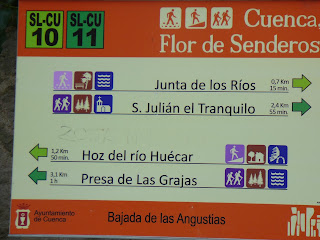 SL-CU
10
SL-CU
11
Cuenca,
Flor de Senderos
Junta de los Ríos
0,7 Km
15 min.
S. Julián el Tranquilo
2,4 Km
55 min.
1,2 Km
50 min.
Hoz del río Huécar
3,1 Km
1 h
Presa de Las Grajas
Ayuntamiento
de Cuenca
Bajada de las Angustias